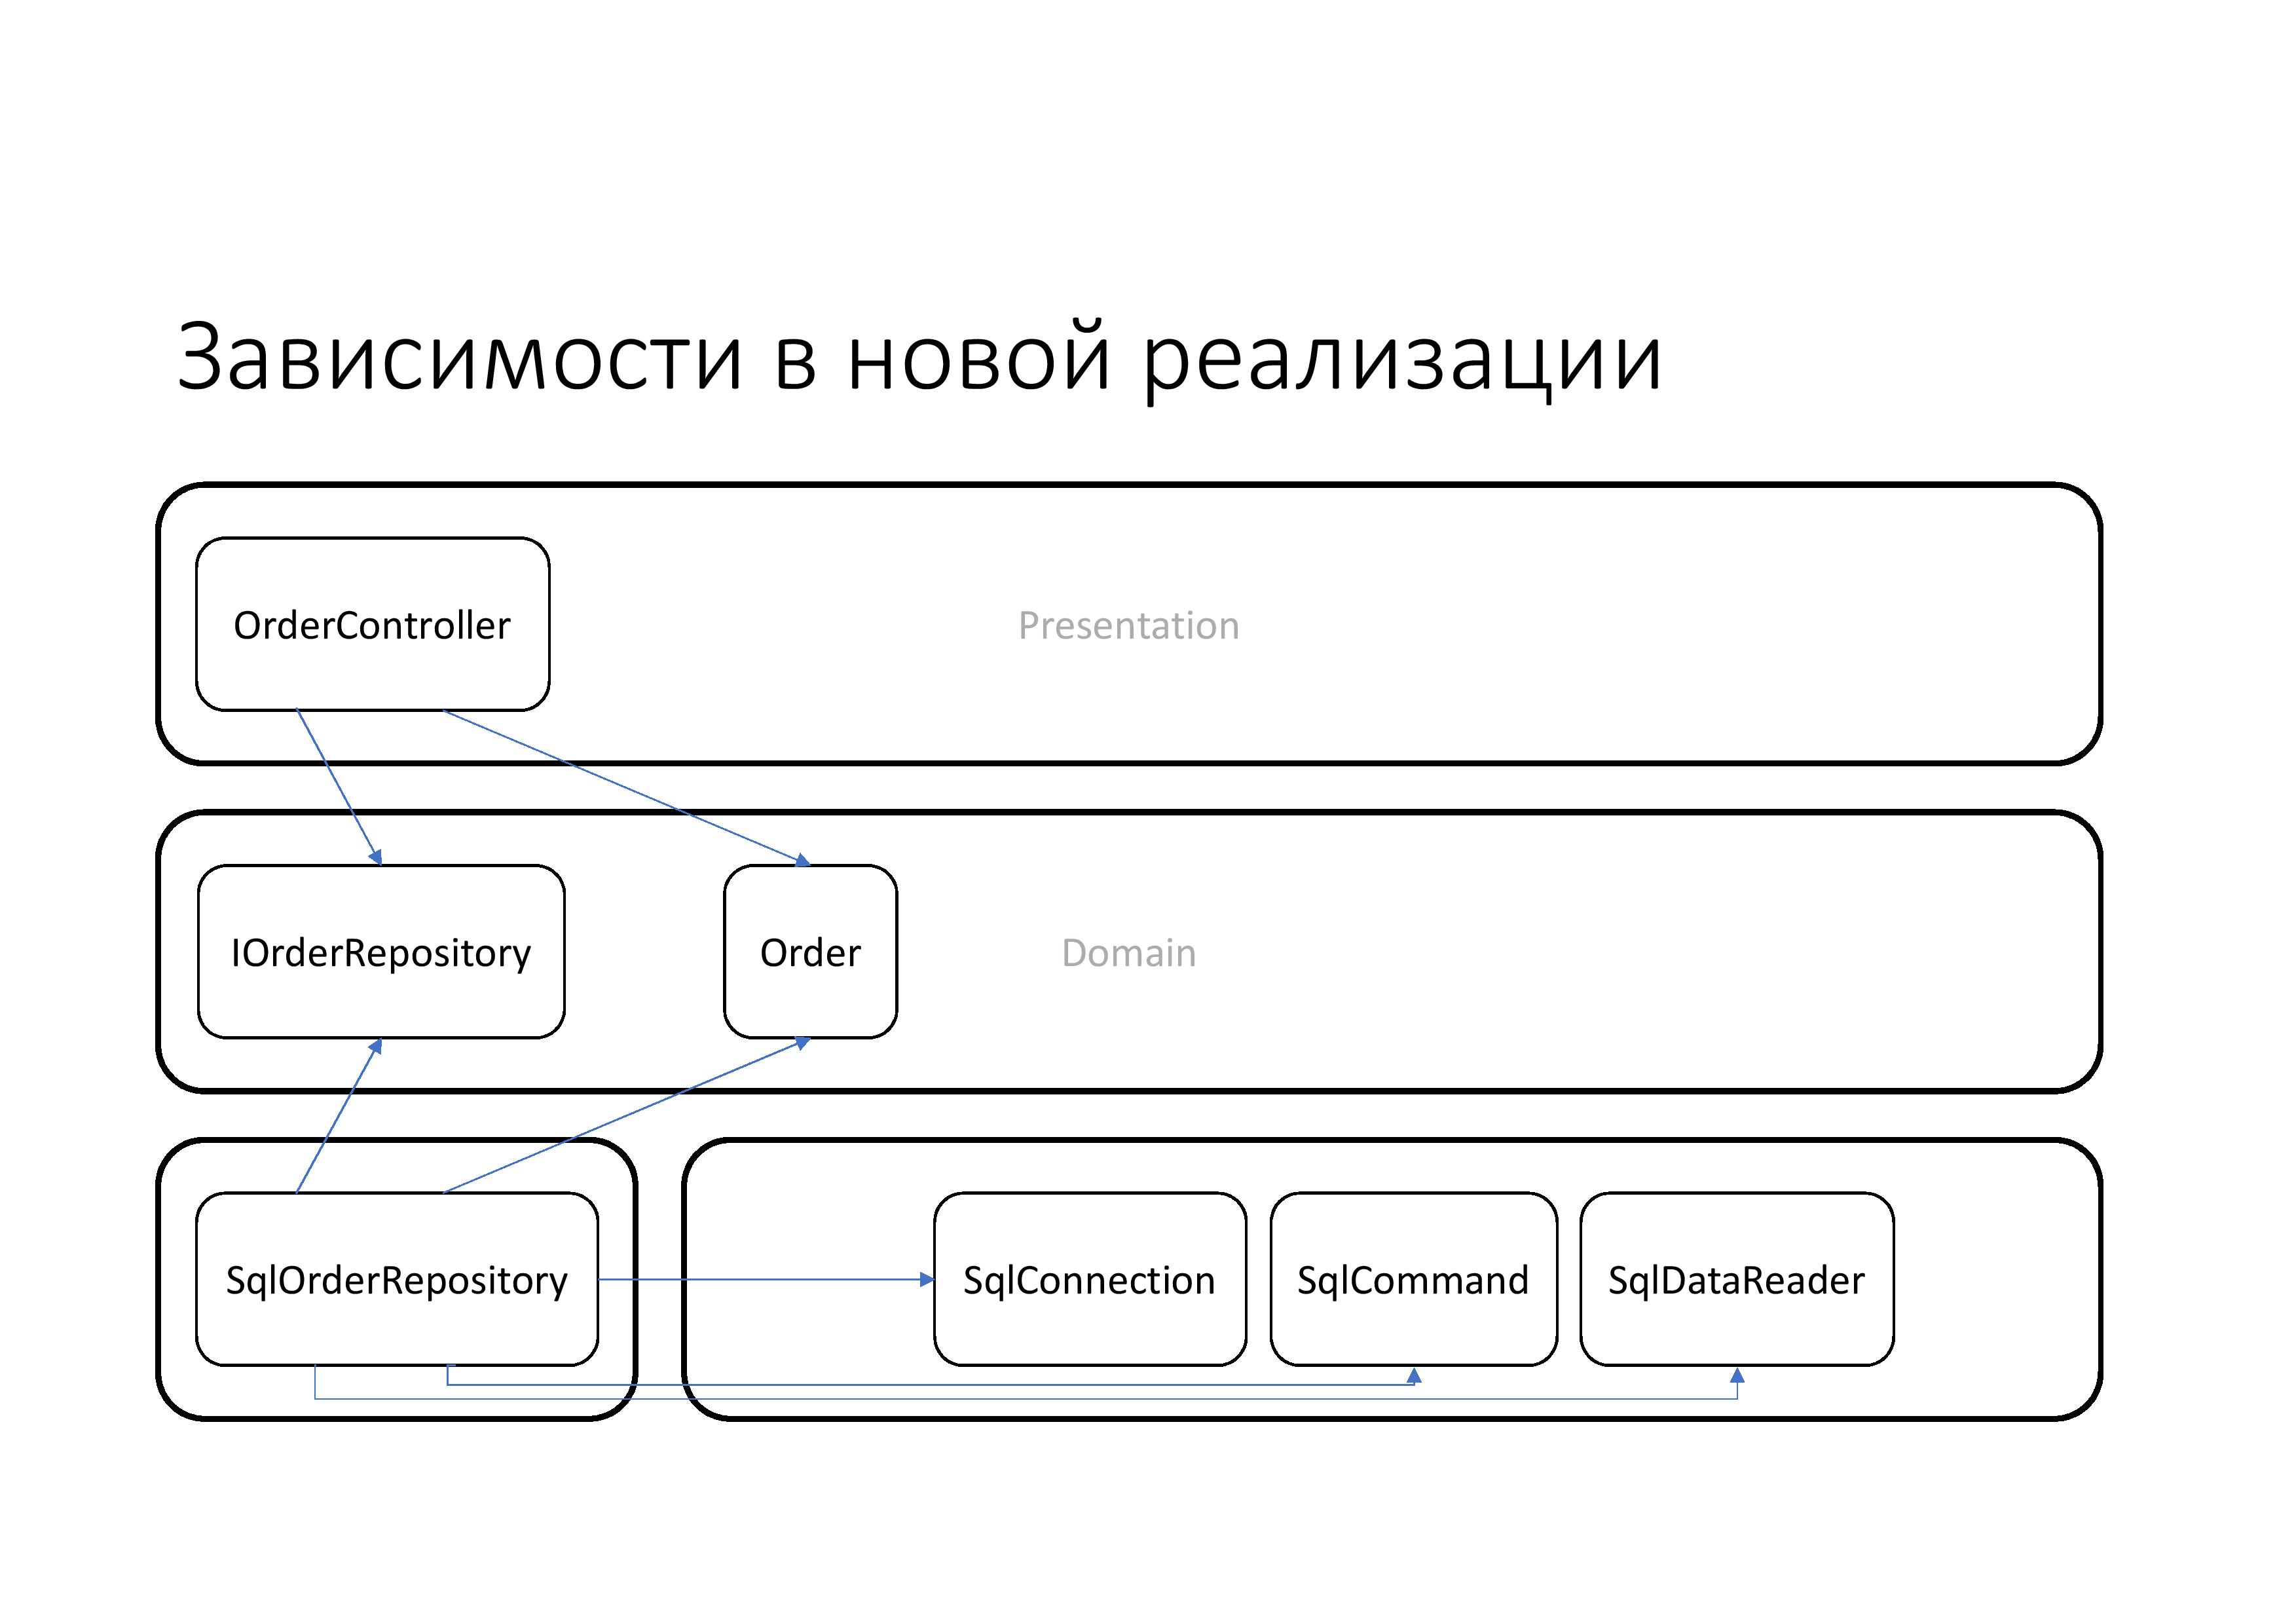 Зависимости в новой реализации
OrderController
Presentation
IOrderRepository
Order
Domain
SqlOrderRepository
SqlConnection
SqlCommand
SqlDataReader